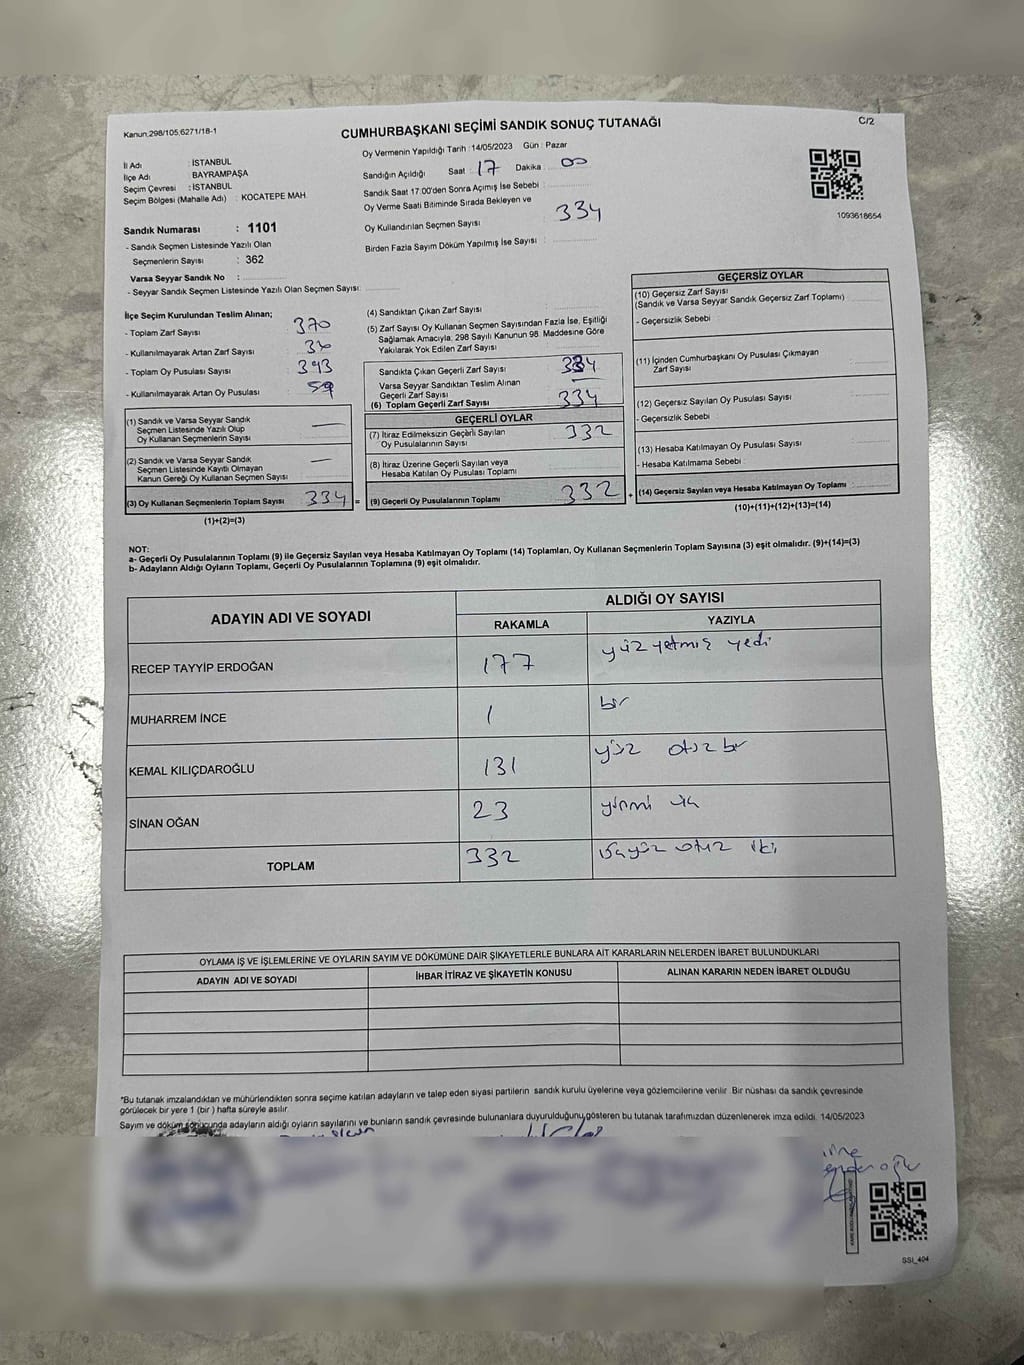 Kanun:298/105;6271/18-1
CUMHURBAŞKANI SEÇİMİ SANDIK SONUÇ TUTANAĞI
C/2
İl Adı : İSTANBUL
İlçe Adı : BAYRAMPAŞA
Seçim Çevresi : İSTANBUL
Seçim Bölgesi (Mahalle Adı) : KOCATEPE MAH
Sandık Numarası : 1101
- Sandık Seçmen Listesinde Yazılı Olan
Seçmenlerin Sayısı : 362
Varsa Seyyar Sandık No :
- Seyyar Sandık Seçmen Listesinde Yazılı Olan Seçmen Sayısı:
Oy Vermenin Yapıldığı Tarih : 14/05/2023 Gün : Pazar
Sandığın Açıldığı Saat 17 Dakika : 00
Sandık Saat 17:00'den Sonra Açımış İse Sebebi :
Oy Verme Saati Bitiminde Sırada Bekleyen ve
Oy Kullandırılan Seçmen Sayısı : 334
Birden Fazla Sayım Döküm Yapılmış İse Sayısı :
1093618654
İlçe Seçim Kurulundan Teslim Alınan;
- Toplam Zarf Sayısı : 370
- Kullanılmayarak Artan Zarf Sayısı :
- Toplam Oy Pusulası Sayısı : 393
- Kullanılmayarak Artan Oy Pusulası : 59
(1) Sandık ve Varsa Seyyar Sandık
Seçmen Listesinde Yazılı Olup
Oy Kullanan Seçmenlerin Sayısı
(2) Sandık ve Varsa Seyyar Sandık
Seçmen Listesinde Kayıtlı Olmayan
Kanun Gereği Oy Kullanan Seçmen Sayısı
(3) Oy Kullanan Seçmenlerin Toplam Sayısı 334 =
(1)+(2)=(3)
(4) Sandıktan Çıkan Zarf Sayısı :
(5) Zarf Sayısı Oy Kullanan Seçmen Sayısından Fazla İse, Eşitliği
Sağlamak Amacıyla; 298 Sayılı Kanunun 98. Maddesine Göre
Yakılarak Yok Edilen Zarf Sayısı :
Sandıkta Çıkan Geçerli Zarf Sayısı : 334
Varsa Seyyar Sandıktan Teslim Alınan
Geçerli Zarf Sayısı :
(6) Toplam Geçerli Zarf Sayısı : 334
GEÇERLİ OYLAR
(7) İtiraz Edilmeksizin Geçerli Sayılan
Oy Pusulalarının Sayısı : 332
(8) İtiraz Üzerine Geçerli Sayılan veya
Hesaba Katılan Oy Pusulası Toplamı :
(9) Geçerli Oy Pusulalarının Toplamı 332 +
GEÇERSİZ OYLAR
(10) Geçersiz Zarf Sayısı
(Sandık ve Varsa Seyyar Sandık Geçersiz Zarf Toplamı)
- Geçersizlik Sebebi :
(11) İçinden Cumhurbaşkanı Oy Pusulası Çıkmayan
Zarf Sayısı
(12) Geçersiz Sayılan Oy Pusulası Sayısı
- Geçersizlik Sebebi :
(13) Hesaba Katılmayan Oy Pusulası Sayısı
- Hesaba Katılmama Sebebi :
(14) Geçersiz Sayılan veya Hesaba Katılmayan Oy Toplamı :
(10)+(11)+(12)+(13)=(14)
NOT:
a- Geçerli Oy Pusulalarının Toplamı (9) ile Geçersiz Sayılan veya Hesaba Katılmayan Oy Toplamı (14) Toplamları, Oy Kullanan Seçmenlerin Toplam Sayısına (3) eşit olmalıdır. (9)+(14)=(3)
b- Adayların Aldığı Oyların Toplamı, Geçerli Oy Pusulalarının Toplamına (9) eşit olmalıdır.
ADAYIN ADI VE SOYADI
ALDIĞI OY SAYISI
RAKAMLA YAZIYLA
RECEP TAYYİP ERDOĞAN 177 yüz yetmiş yedi
MUHARREM İNCE 1 bir
KEMAL KILIÇDAROĞLU 131 yüz otuz bir
SİNAN OĞAN 23 yirmi üç
TOPLAM 332 üçyüz otuz iki
OYLAMA İŞ VE İŞLEMLERİNE VE OYLARIN SAYIM VE DÖKÜMÜNE DAİR ŞİKAYETLERLE BUNLARA AİT KARARLARIN NELERDEN İBARET BULUNDUKLARI
ADAYIN ADI VE SOYADI İHBAR İTİRAZ VE ŞİKAYETİN KONUSU ALINAN KARARIN NEDEN İBARET OLDUĞU
*Bu tutanak imzalandıktan ve mühürlendikten sonra seçime katılan adayların ve talep eden siyasi partilerin sandık kurulu üyelerine veya gözlemcilerine verilir. Bir nüshası da sandık çevresinde
görülecek bir yere 1 (bir) hafta süreyle asılır.
Sayım ve döküm sonucunda adayların aldığı oyların sayılarını ve bunların sandık çevresinde bulunanlara duyurulduğunu gösteren bu tutanak tarafımızdan düzenlenerek imza edildi. 14/05/2023
SSI_404